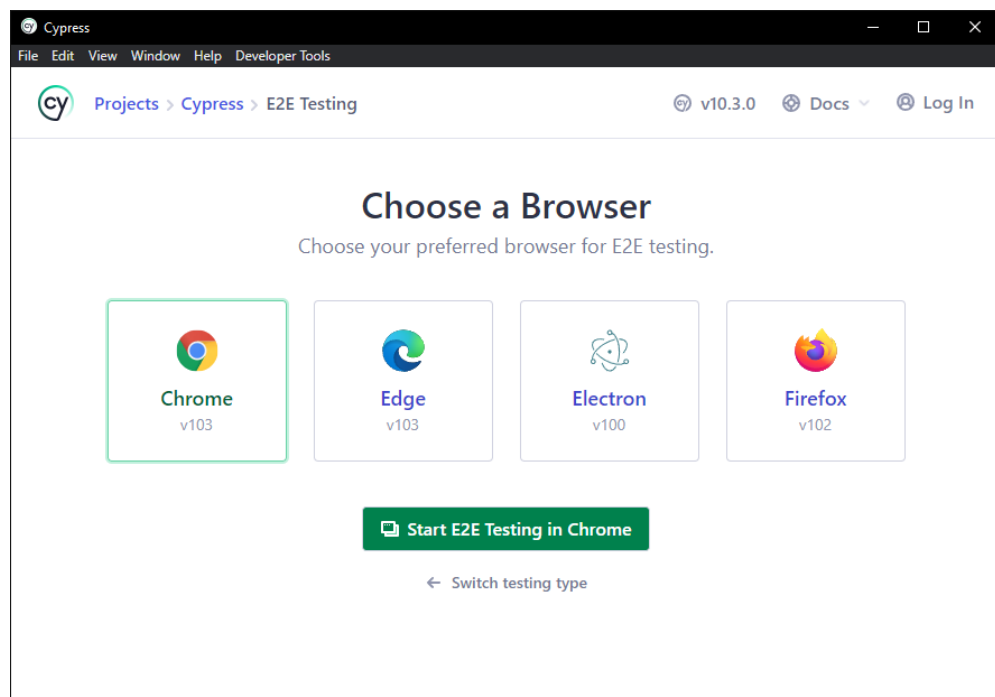 Cypress
File Edit View Window Help Developer Tools
cy Projects > Cypress > E2E Testing cy v10.3.0 Docs Log In
Choose a Browser
Choose your preferred browser for E2E testing.
Chrome Edge Electron Firefox
v103 v103 v100 v102
Start E2E Testing in Chrome
← Switch testing type